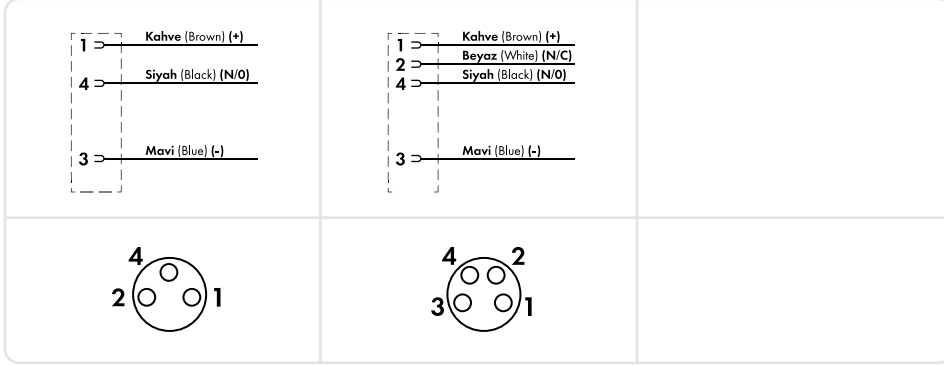 1 Kahve (Brown) (+)
4 Siyah (Black) (N/0)
3 Mavi (Blue) (-)
1 Kahve (Brown) (+)
2 Beyaz (White) (N/C)
4 Siyah (Black) (N/0)
3 Mavi (Blue) (-)
4
2 1
4 2
3 1